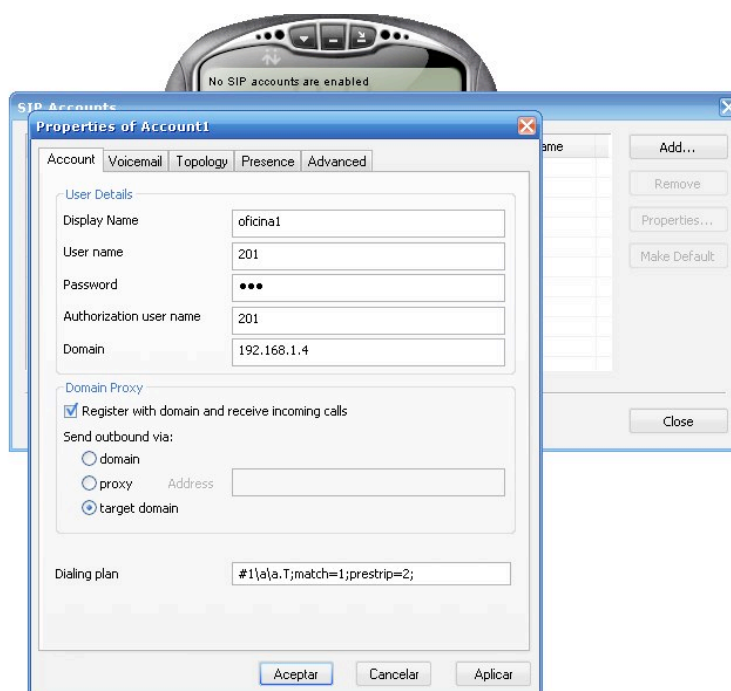 No SIP accounts are enabled
SIP Accounts
Properties of Account1
Account Voicemail Topology Presence Advanced
User Details
Display Name oficina1
User name 201
Password •••
Authorization user name 201
Domain 192.168.1.4
Domain Proxy
Register with domain and receive incoming calls
Send outbound via:
domain
proxy Address
target domain
Dialing plan #1\a\a.T;match=1;prestrip=2;
Aceptar Cancelar Aplicar
Add...
Remove
Properties...
Make Default
Close